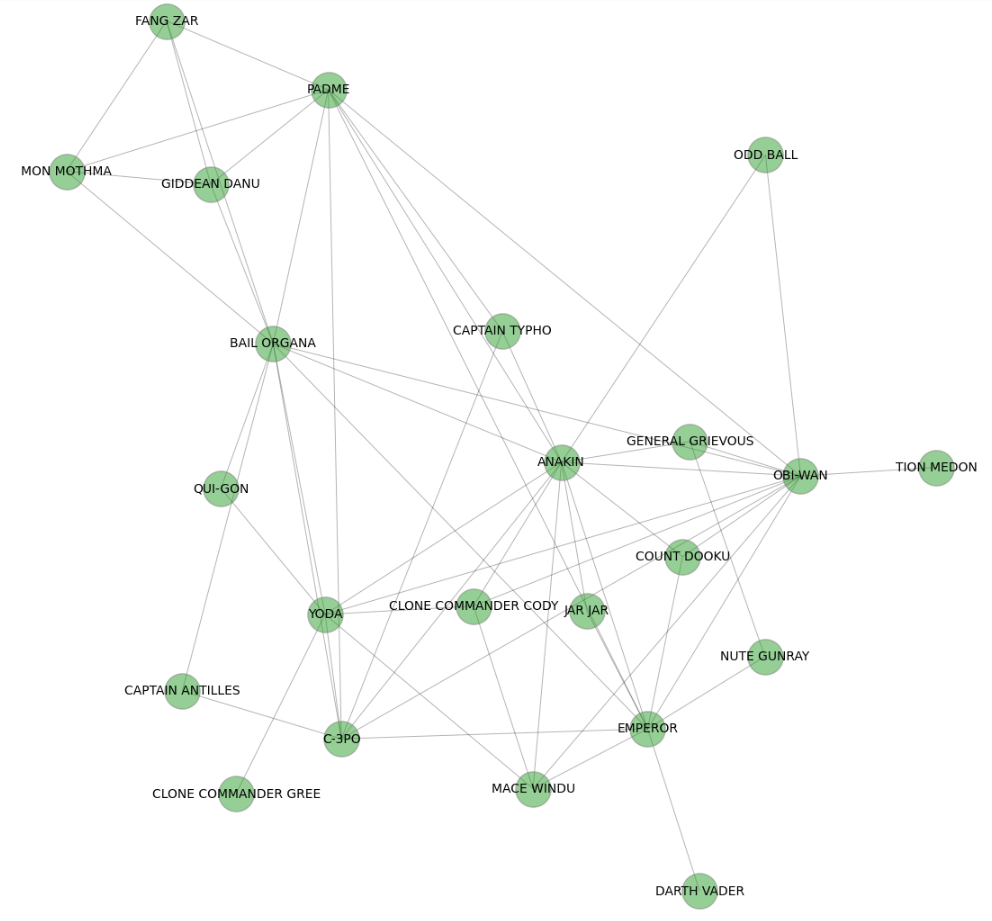 FANG ZAR
PADME
ODD BALL
MON MOTHMA
GIDDEAN DANU
CAPTAIN TYPHO
BAIL ORGANA
GENERAL GRIEVOUS
ANAKIN
TION MEDON
OBI-WAN
QUI-GON
COUNT DOOKU
CLONE COMMANDER CODY
JAR JAR
YODA
NUTE GUNRAY
CAPTAIN ANTILLES
EMPEROR
C-3PO
MACE WINDU
CLONE COMMANDER GREE
DARTH VADER